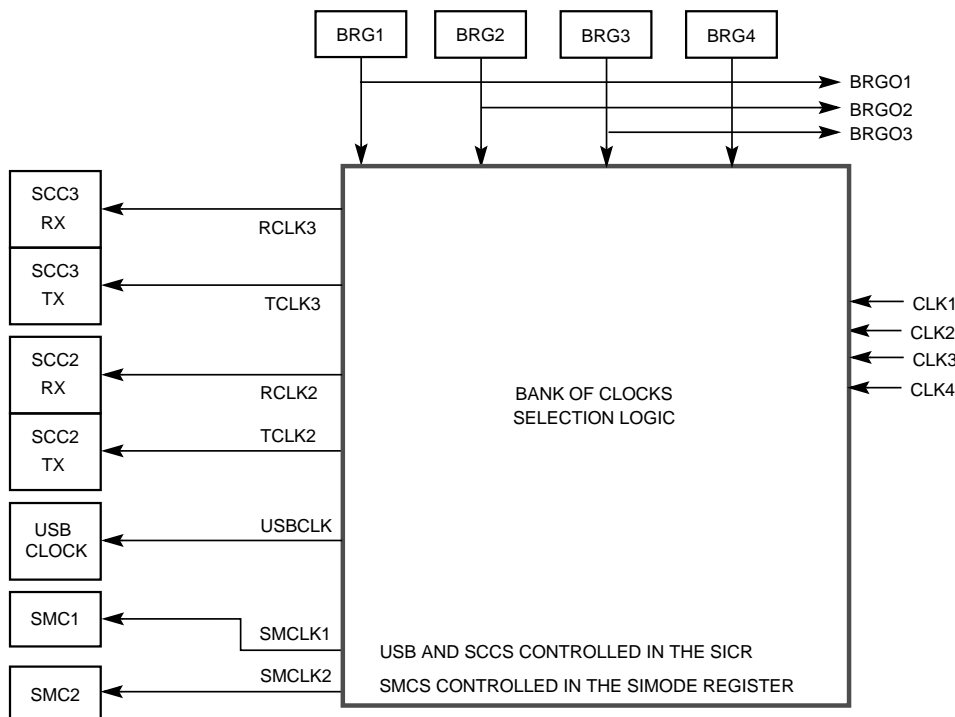 BRG1
BRG2
BRG3
BRG4
BRGO1
BRGO2
BRGO3
SCC3
RX
RCLK3
SCC3
TX
TCLK3
CLK1
CLK2
CLK3
CLK4
SCC2
RX
RCLK2
BANK OF CLOCKS
SELECTION LOGIC
SCC2
TX
TCLK2
USB
CLOCK
USBCLK
SMC1
SMCLK1
USB AND SCCS CONTROLLED IN THE SICR
SMC2
SMCLK2
SMCS CONTROLLED IN THE SIMODE REGISTER